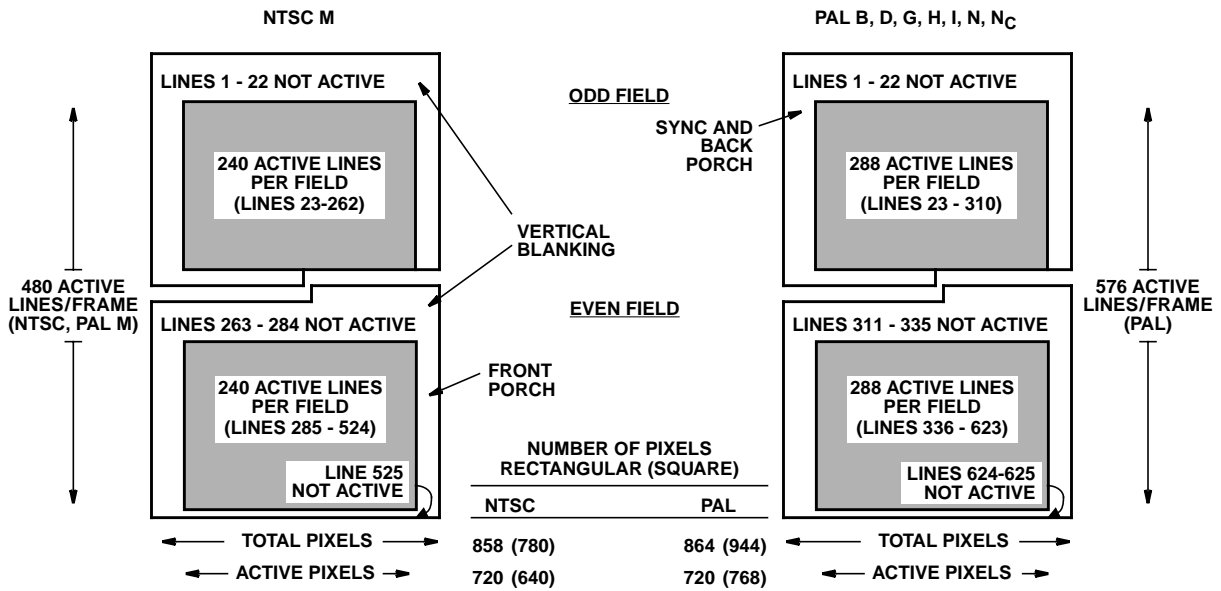 NTSC M
LINES 1 - 22 NOT ACTIVE
240 ACTIVE LINES
PER FIELD
(LINES 23-262)
480 ACTIVE
LINES/FRAME
(NTSC, PAL M)
LINES 263 - 284 NOT ACTIVE
240 ACTIVE LINES
PER FIELD
(LINES 285 - 524)
LINE 525
NOT ACTIVE
TOTAL PIXELS
ACTIVE PIXELS
ODD FIELD
SYNC AND
BACK
PORCH
VERTICAL
BLANKING
EVEN FIELD
FRONT
PORCH
NUMBER OF PIXELS
RECTANGULAR (SQUARE)
NTSC PAL
858 (780) 864 (944)
720 (640) 720 (768)
PAL B, D, G, H, I, N, NC
LINES 1 - 22 NOT ACTIVE
288 ACTIVE LINES
PER FIELD
(LINES 23 - 310)
576 ACTIVE
LINES/FRAME
(PAL)
LINES 311 - 335 NOT ACTIVE
288 ACTIVE LINES
PER FIELD
(LINES 336 - 623)
LINES 624-625
NOT ACTIVE
TOTAL PIXELS
ACTIVE PIXELS